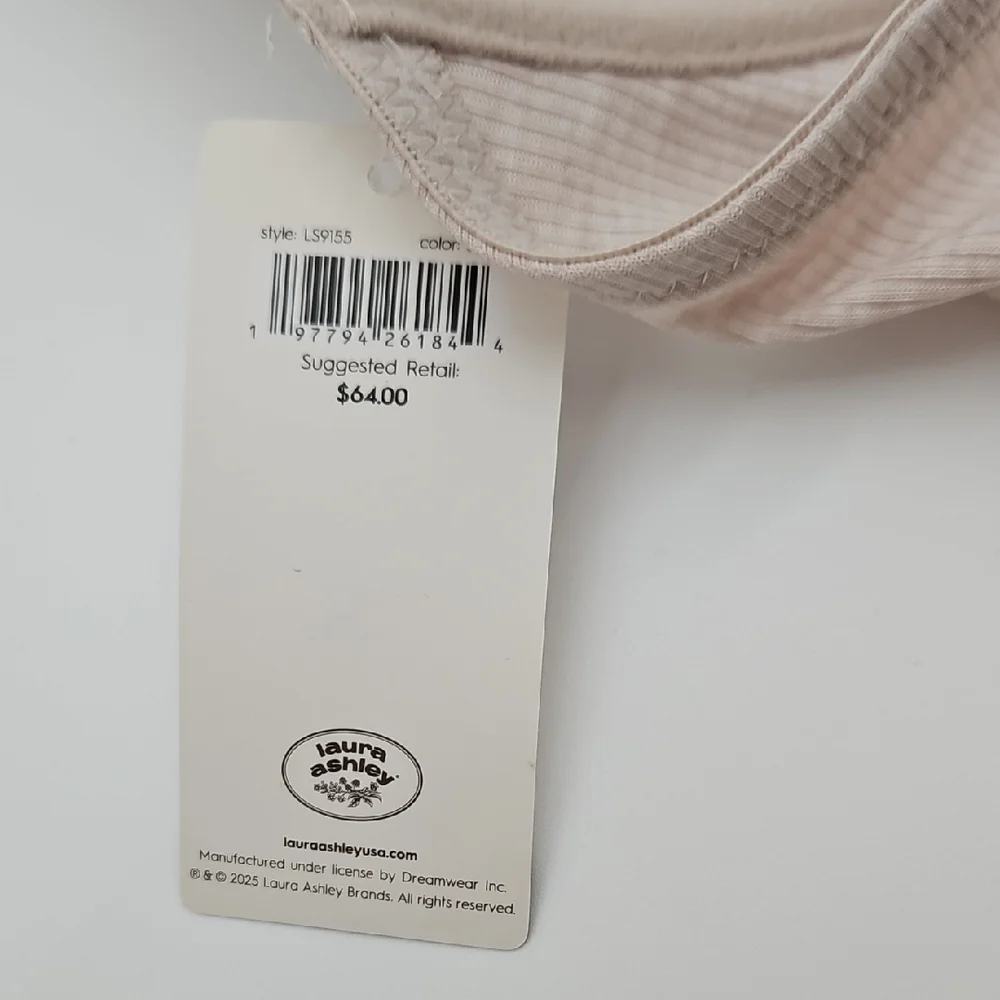 style: LS9155 color:
1 97794 26184 4
Suggested Retail:
$64.00
laura
ashley
lauraashleyusa.com
Manufactured under license by Dreamwear Inc.
® & © 2025 Laura Ashley Brands. All rights reserved.